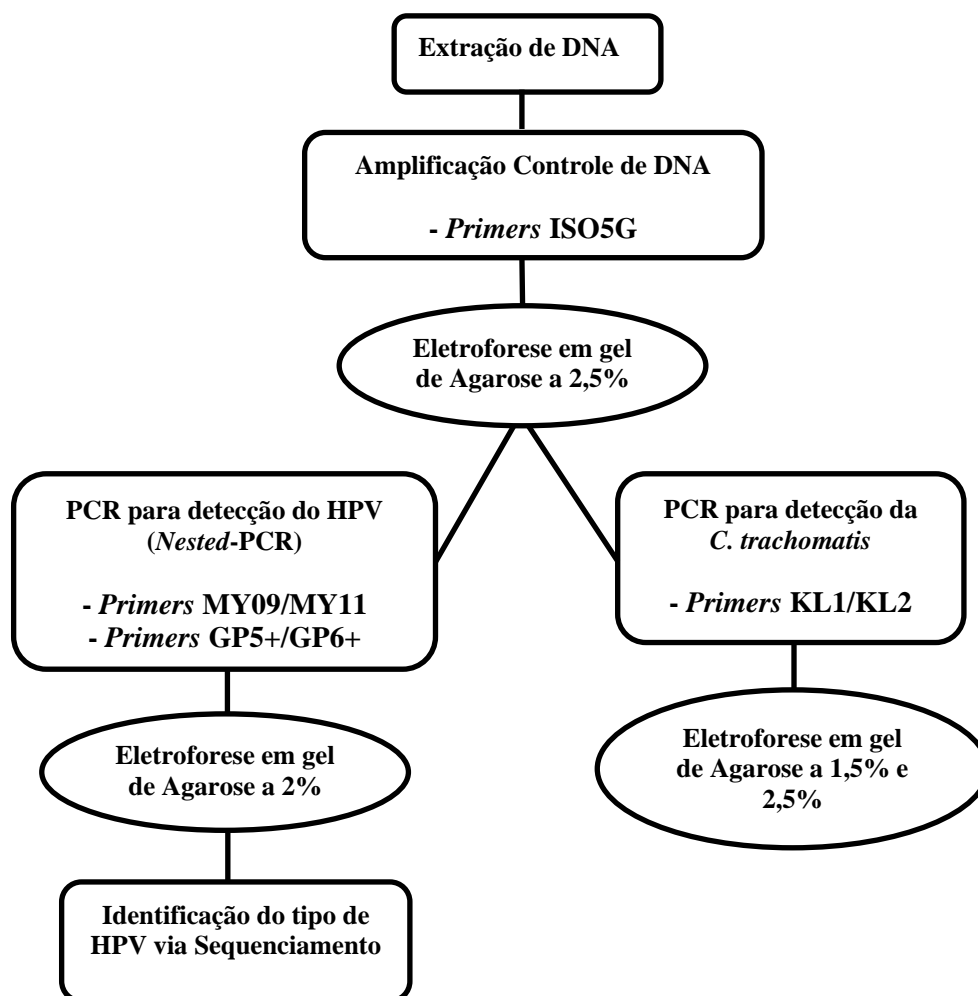 Extração de DNA
Amplificação Controle de DNA
- Primers ISO5G
Eletroforese em gel
de Agarose a 2,5%
PCR para detecção do HPV
(Nested-PCR)
- Primers MY09/MY11
- Primers GP5+/GP6+
PCR para detecção da
C. trachomatis
- Primers KL1/KL2
Eletroforese em gel
de Agarose a 2%
Eletroforese em gel
de Agarose a 1,5% e
2,5%
Identificação do tipo de
HPV via Sequenciamento